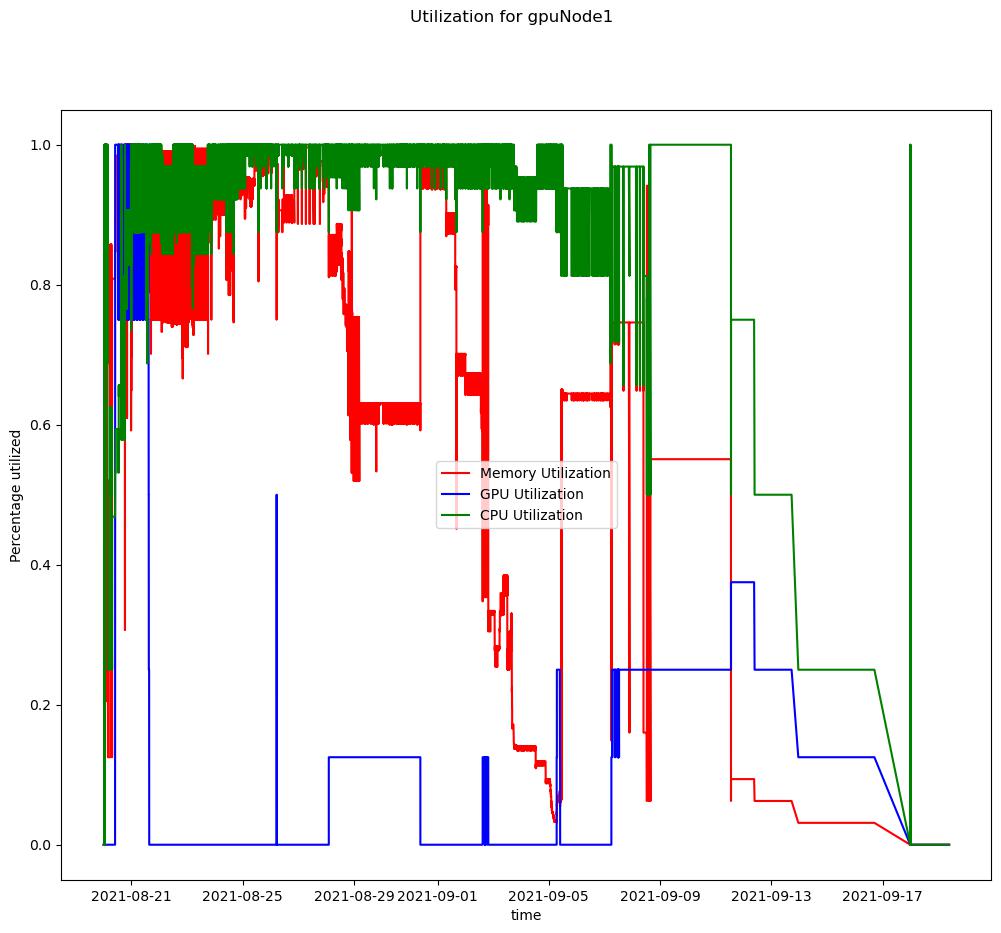 Utilization for gpuNode1
1.0
0.8
0.6
0.4
0.2
0.0
Percentage utilized
Memory Utilization
GPU Utilization
CPU Utilization
2021-08-21
2021-08-25
2021-08-29
2021-09-01
2021-09-05
2021-09-09
2021-09-13
2021-09-17
time